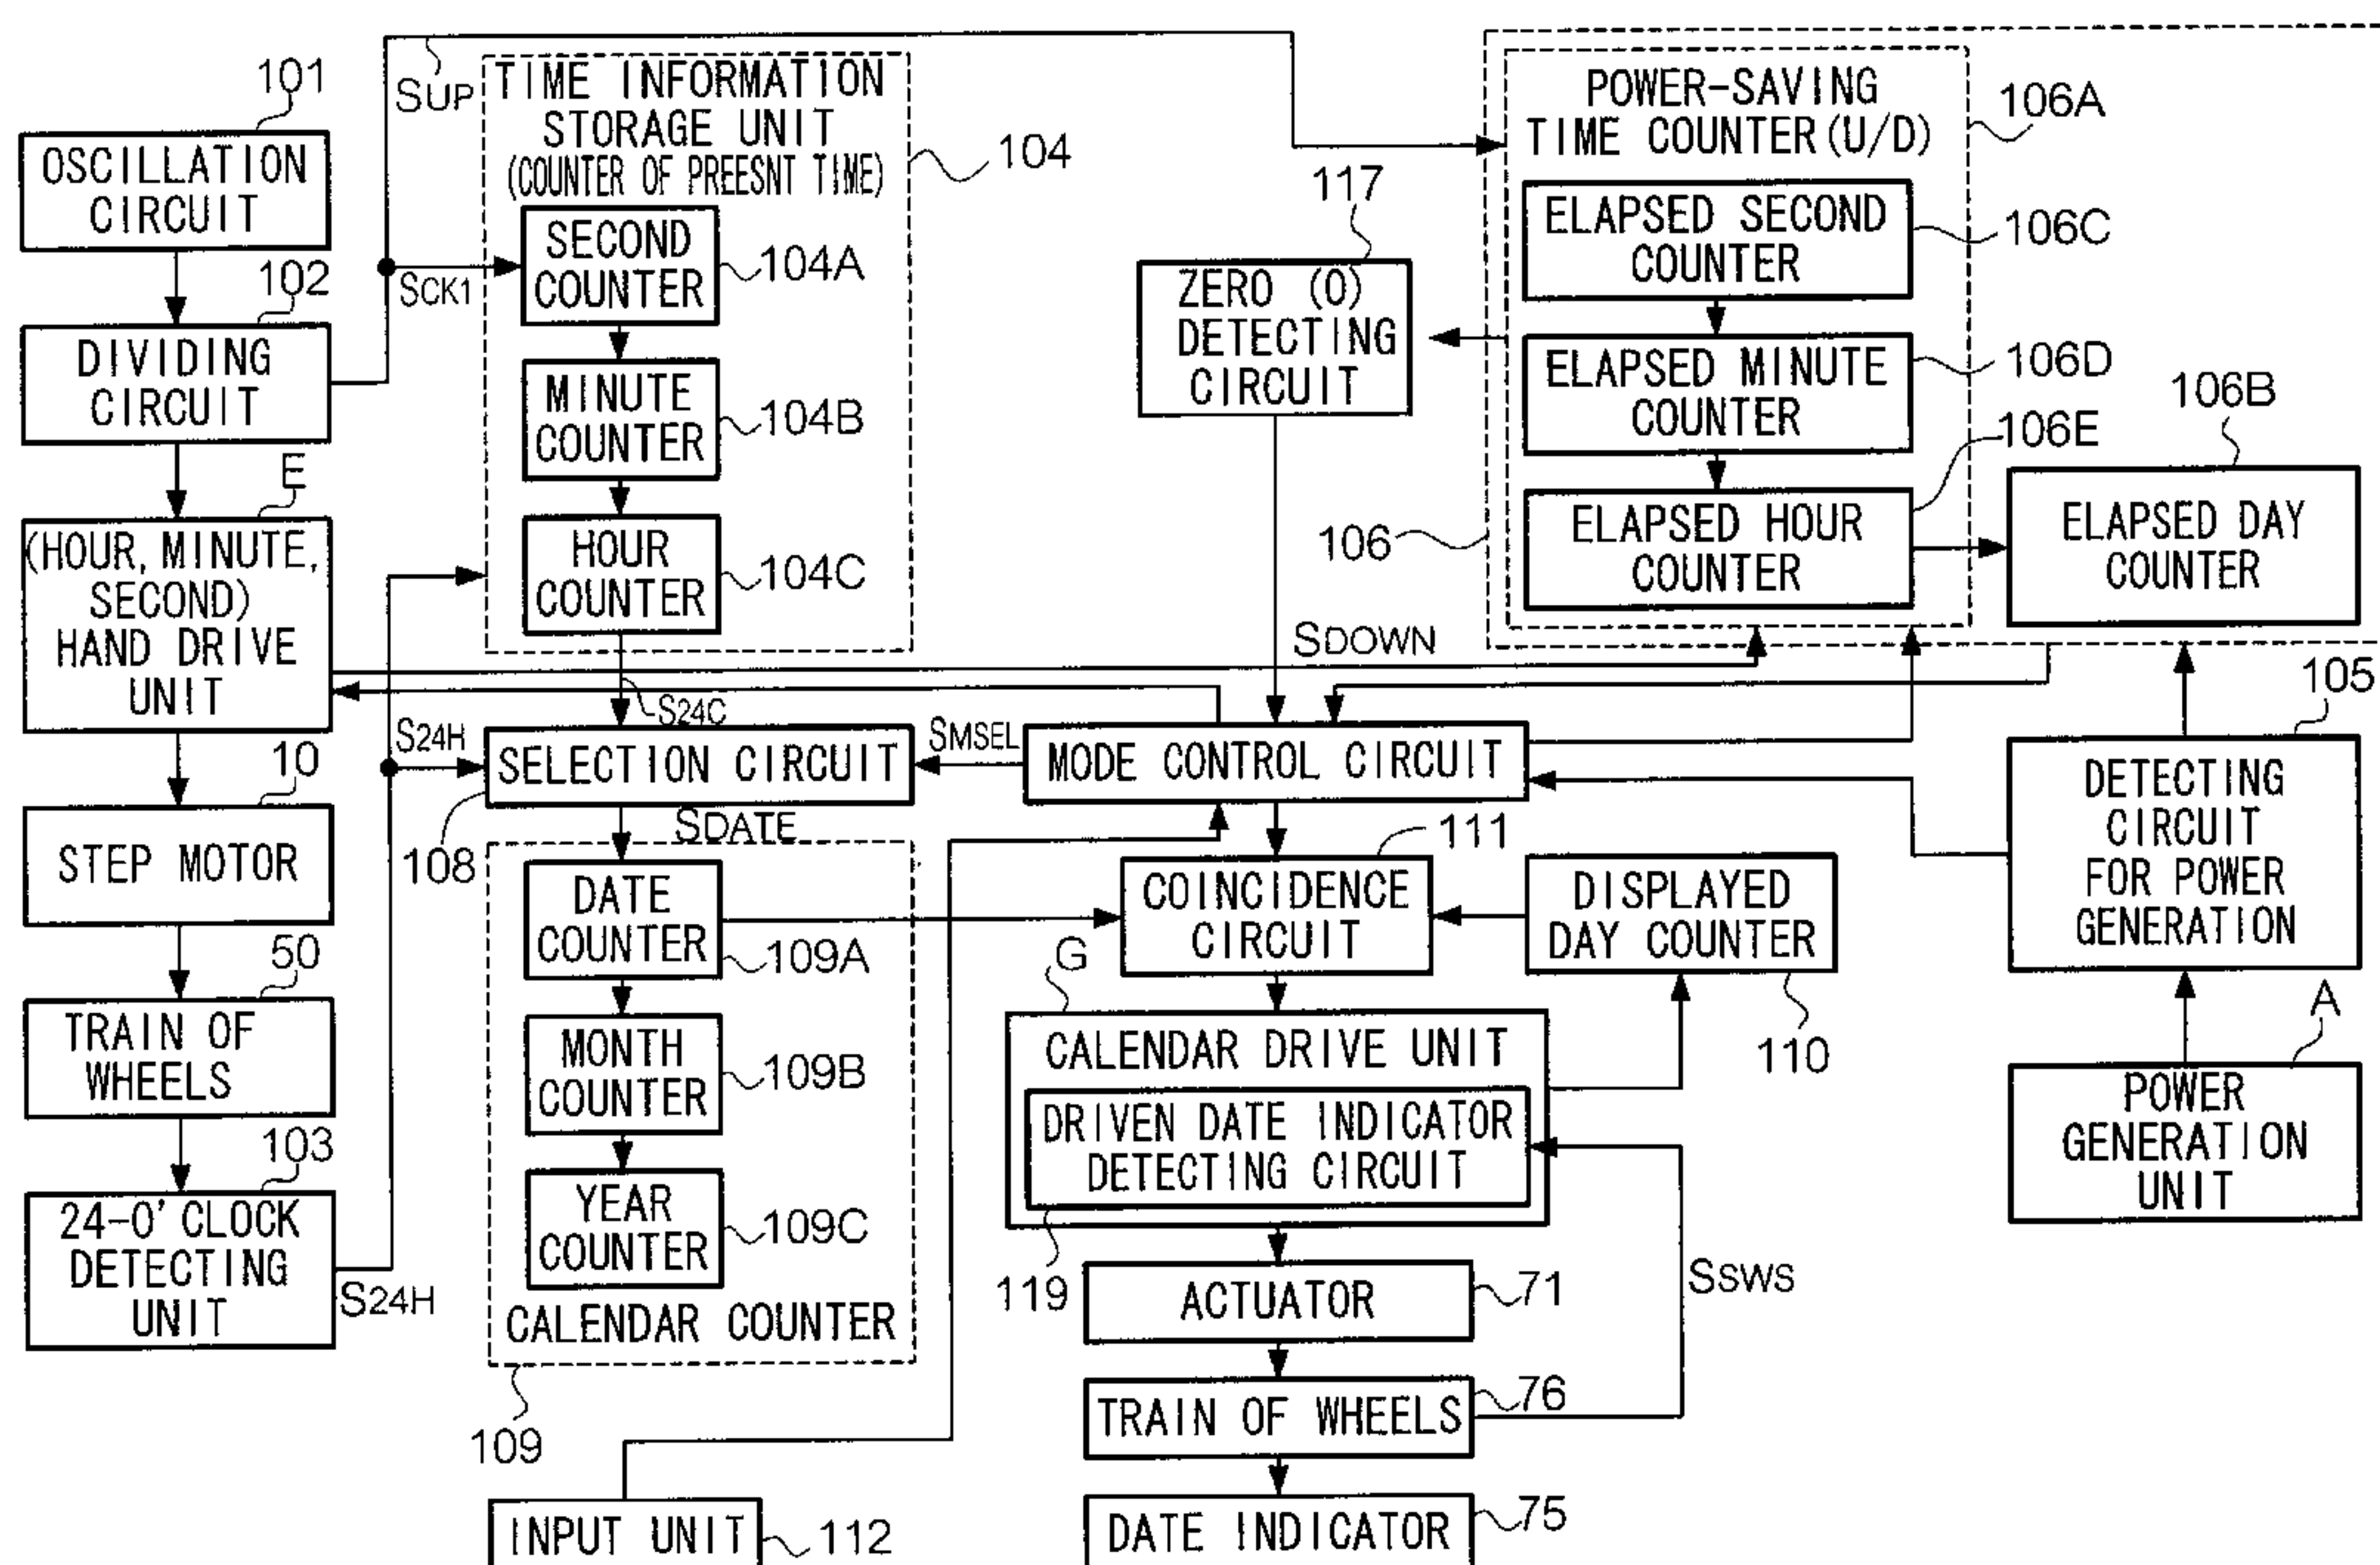 101
OSCILLATION
CIRCUIT
102
DIVIDING
CIRCUIT
E
(HOUR, MINUTE,
SECOND)
HAND DRIVE
UNIT
10
STEP MOTOR
50
TRAIN OF
WHEELS
103
24-O'CLOCK
DETECTING
UNIT
S24H
SUP
SCK1
S24H
TIME INFORMATION
STORAGE UNIT
(COUNTER OF PREESNT TIME)
104
SECOND
COUNTER
104A
MINUTE
COUNTER
104B
HOUR
COUNTER
104C
S24C
SELECTION CIRCUIT
108
SMSEL
SDATE
DATE
COUNTER
109A
MONTH
COUNTER
109B
YEAR
COUNTER
109C
CALENDAR COUNTER
109
INPUT UNIT
112
117
ZERO (0)
DETECTING
CIRCUIT
SDOWN
MODE CONTROL CIRCUIT
111
COINCIDENCE
CIRCUIT
DISPLAYED
DAY COUNTER
110
G
CALENDAR DRIVE UNIT
DRIVEN DATE INDICATOR
DETECTING CIRCUIT
119
ACTUATOR
71
SSWS
TRAIN OF WHEELS
76
DATE INDICATOR
75
POWER-SAVING
TIME COUNTER(U/D)
106A
ELAPSED SECOND
COUNTER
106C
ELAPSED MINUTE
COUNTER
106D
ELAPSED HOUR
COUNTER
106E
106
106B
ELAPSED DAY
COUNTER
105
DETECTING
CIRCUIT
FOR POWER
GENERATION
A
POWER
GENERATION
UNIT